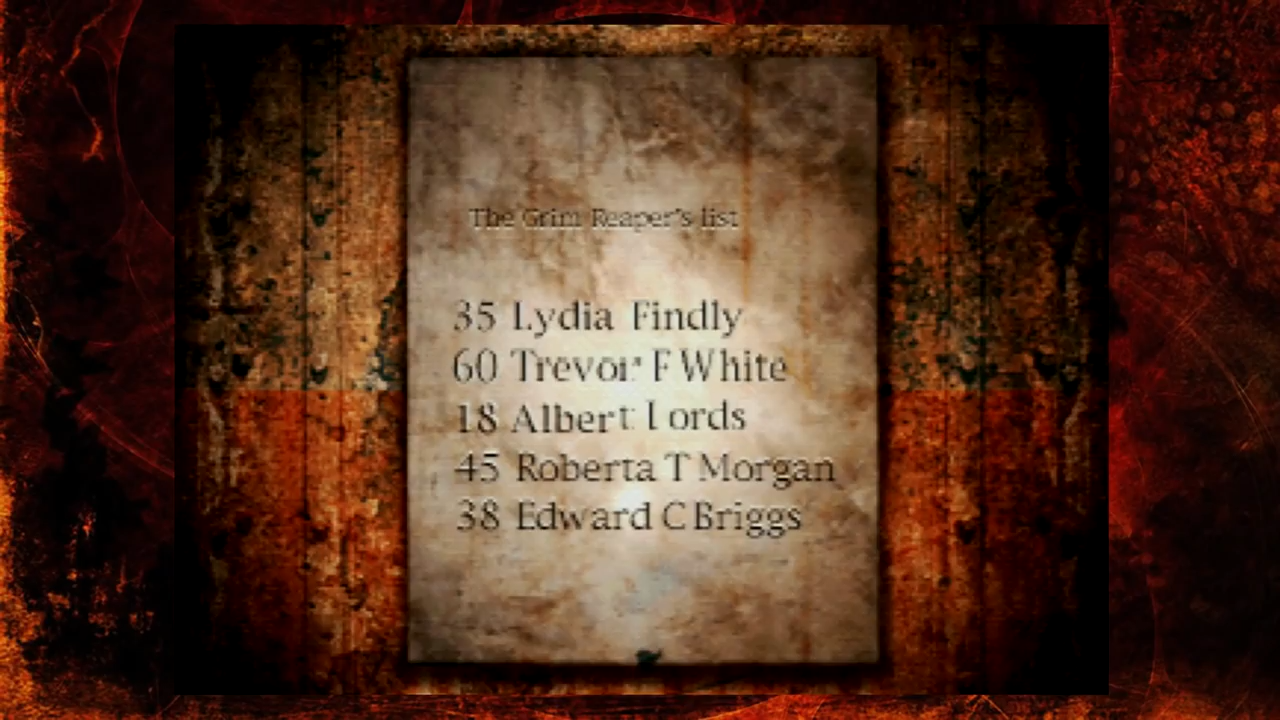 The Grim Reaper's list
35 Lydia Findly
60 Trevor F White
18 Albert Lords
45 Roberta T Morgan
38 Edward C Briggs